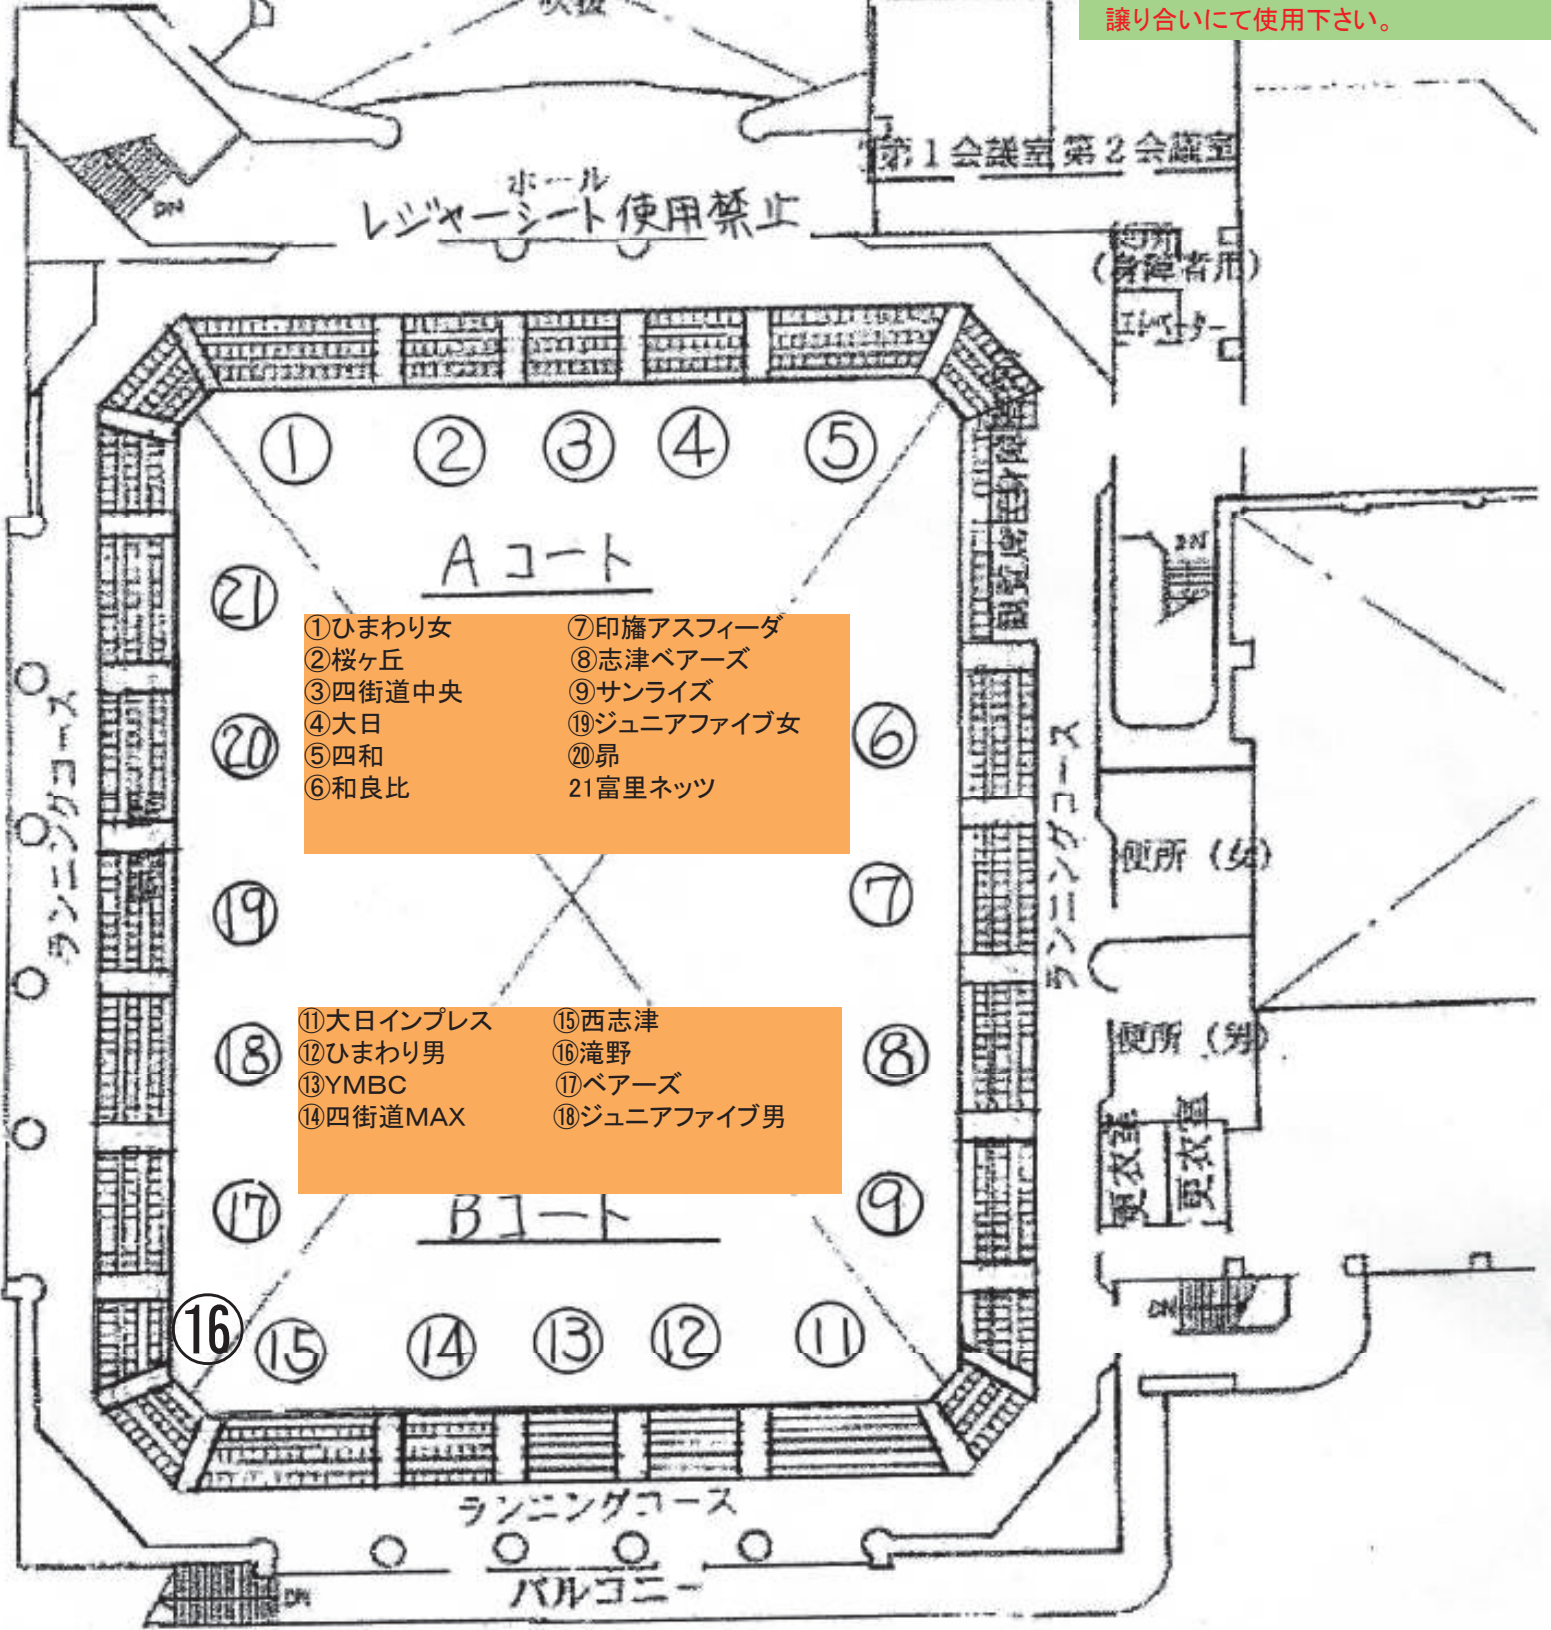 譲り合いにて使用下さい。
吹抜
第1会議室 第2会議室
ホール
レジャーシート使用禁止
DN
便所
(身障者用)
エレベーター
① ② ③ ④ ⑤
Aコート
DN
㉑
①ひまわり女 ⑦印旛アスフィーダ
②桜ヶ丘 ⑧志津ベアーズ
③四街道中央 ⑨サンライズ
④大日 ⑲ジュニアファイブ女
⑤四和 ⑳昴
⑥和良比 21富里ネッツ
⑳ ⑥
ランニングコース
ランニングコース
便所(女)
⑲ ⑦
⑪大日インプレス ⑮西志津
⑫ひまわり男 ⑯滝野
⑬YMBC ⑰ベアーズ
⑭四街道MAX ⑱ジュニアファイブ男
⑱ ⑧
便所(男)
更衣室
更衣室
⑰ ⑨
Bコート
⑯ ⑮ ⑭ ⑬ ⑫ ⑪
ランニングコース
バルコニー
DN